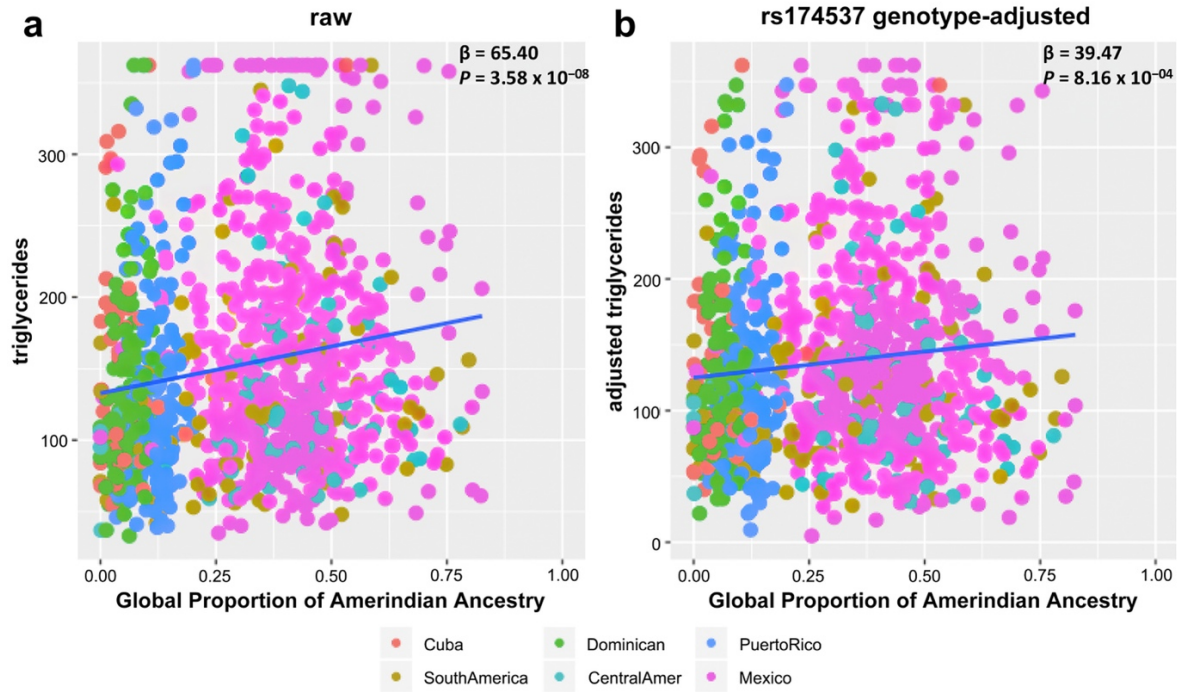 a
raw
β = 65.40
P = 3.58 x 10⁻⁰⁸
triglycerides
300
200
100
0.00 0.25 0.50 0.75 1.00
Global Proportion of Amerindian Ancestry
b
rs174537 genotype-adjusted
β = 39.47
P = 8.16 x 10⁻⁰⁴
adjusted triglycerides
300
200
100
0
0.00 0.25 0.50 0.75 1.00
Global Proportion of Amerindian Ancestry
Cuba Dominican PuertoRico
SouthAmerica CentralAmer Mexico